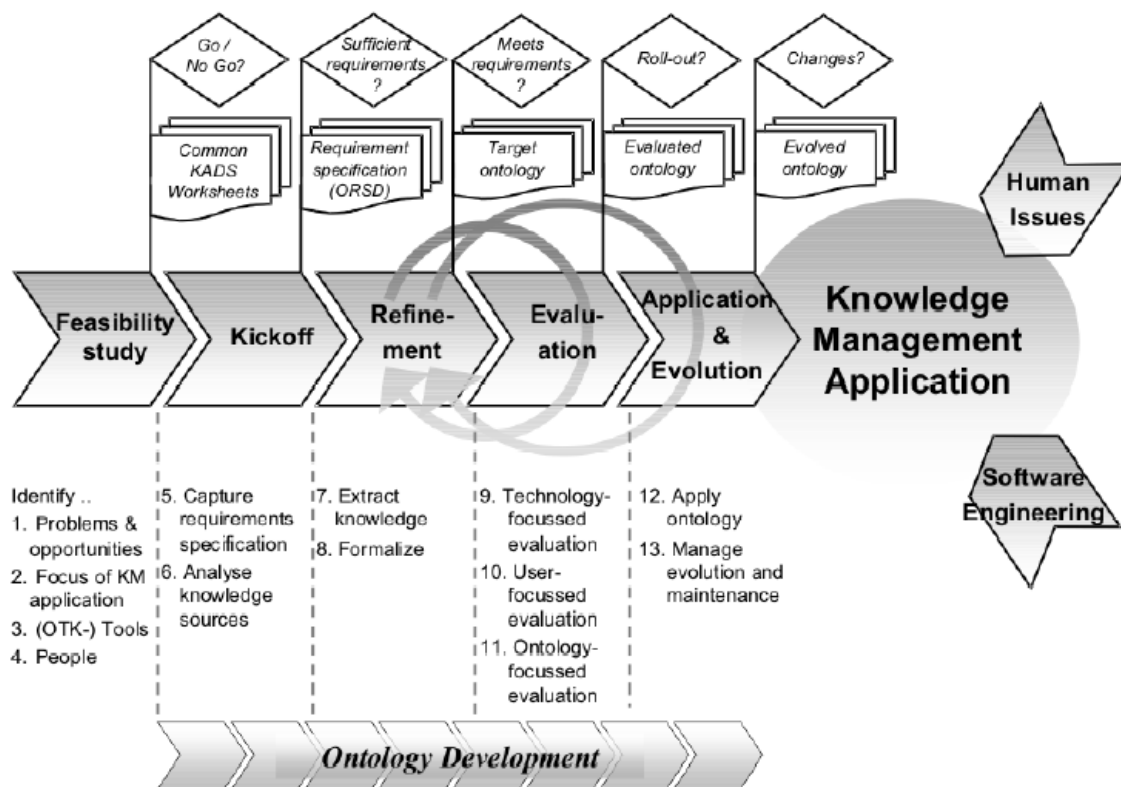 Go /
No Go?
Sufficient
requirements
?
Meets
requirements
?
Roll-out?
Changes?
Common
KADS
Worksheets
Requirement
specification
(ORSD)
Target
ontology
Evaluated
ontology
Evolved
ontology
Human
Issues
Feasibility
study
Kickoff
Refine-
ment
Evalu-
ation
Application
&
Evolution
Knowledge
Management
Application
Software
Engineering
Identify ..
1. Problems &
opportunities
2. Focus of KM
application
3. (OTK-) Tools
4. People
5. Capture
requirements
specification
6. Analyse
knowledge
sources
7. Extract
knowledge
8. Formalize
9. Technology-
focussed
evaluation
10. User-
focussed
evaluation
11. Ontology-
focussed
evaluation
12. Apply
ontology
13. Manage
evolution and
maintenance
Ontology Development